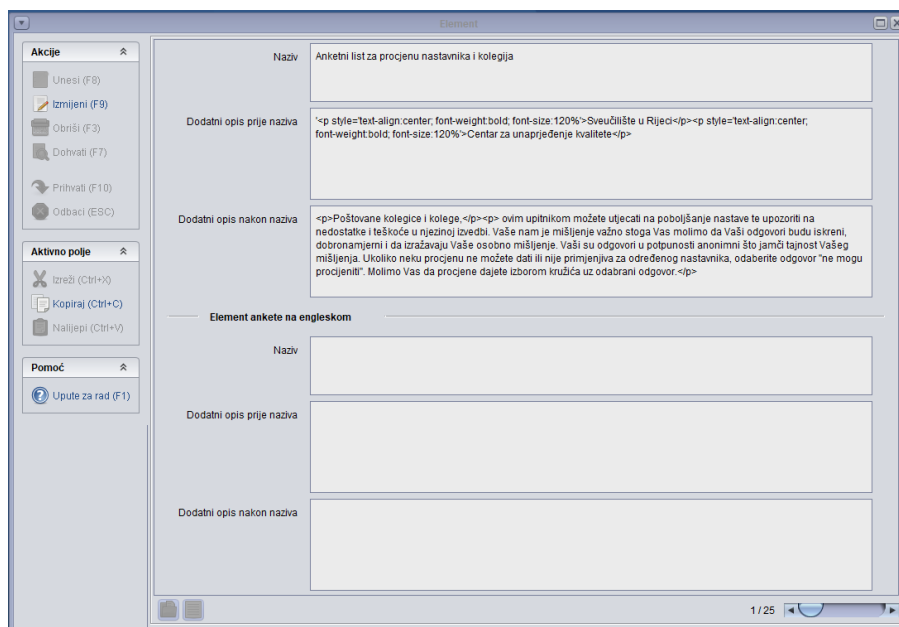 Element
Akcije
Unesi (F8)
Izmijeni (F9)
Obriši (F3)
Dohvati (F7)
Prihvati (F10)
Odbaci (ESC)
Aktivno polje
Izreži (Ctrl+X)
Kopiraj (Ctrl+C)
Nalijepi (Ctrl+V)
Pomoć
Upute za rad (F1)
Naziv
Anketni list za procjenu nastavnika i kolegija
Dodatni opis prije naziva
'<p style='text-align:center; font-weight:bold; font-size:120%'>Sveučilište u Rijeci</p><p style='text-align:center;
font-weight:bold; font-size:120%'>Centar za unaprjeđenje kvalitete</p>
Dodatni opis nakon naziva
<p>Poštovane kolegice i kolege,</p><p> ovim upitnikom možete utjecati na poboljšanje nastave te upozoriti na
nedostatke i teškoće u njezinoj izvedbi. Vaše nam je mišljenje važno stoga Vas molimo da Vaši odgovori budu iskreni,
dobronamjerni i da izražavaju Vaše osobno mišljenje. Vaši su odgovori u potpunosti anonimni što jamči tajnost Vašeg
mišljenja. Ukoliko neku procjenu ne možete dati ili nije primjenjiva za određenog nastavnika, odaberite odgovor "ne mogu
procijeniti". Molimo Vas da procjene dajete izborom kružića uz odabrani odgovor.</p>
Element ankete na engleskom
Naziv
Dodatni opis prije naziva
Dodatni opis nakon naziva
1 / 25